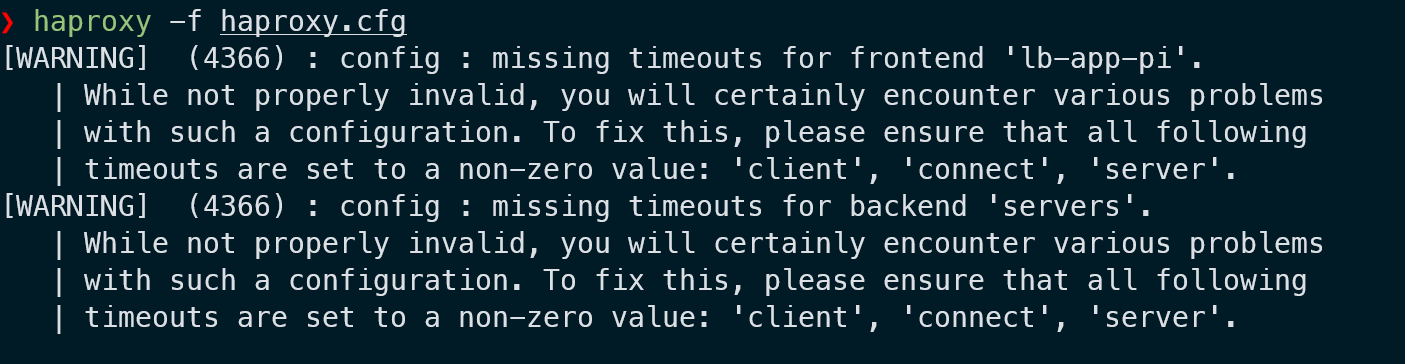 ❯ haproxy -f haproxy.cfg
[WARNING]  (4366) : config : missing timeouts for frontend 'lb-app-pi'.
   | While not properly invalid, you will certainly encounter various problems
   | with such a configuration. To fix this, please ensure that all following
   | timeouts are set to a non-zero value: 'client', 'connect', 'server'.
[WARNING]  (4366) : config : missing timeouts for backend 'servers'.
   | While not properly invalid, you will certainly encounter various problems
   | with such a configuration. To fix this, please ensure that all following
   | timeouts are set to a non-zero value: 'client', 'connect', 'server'.